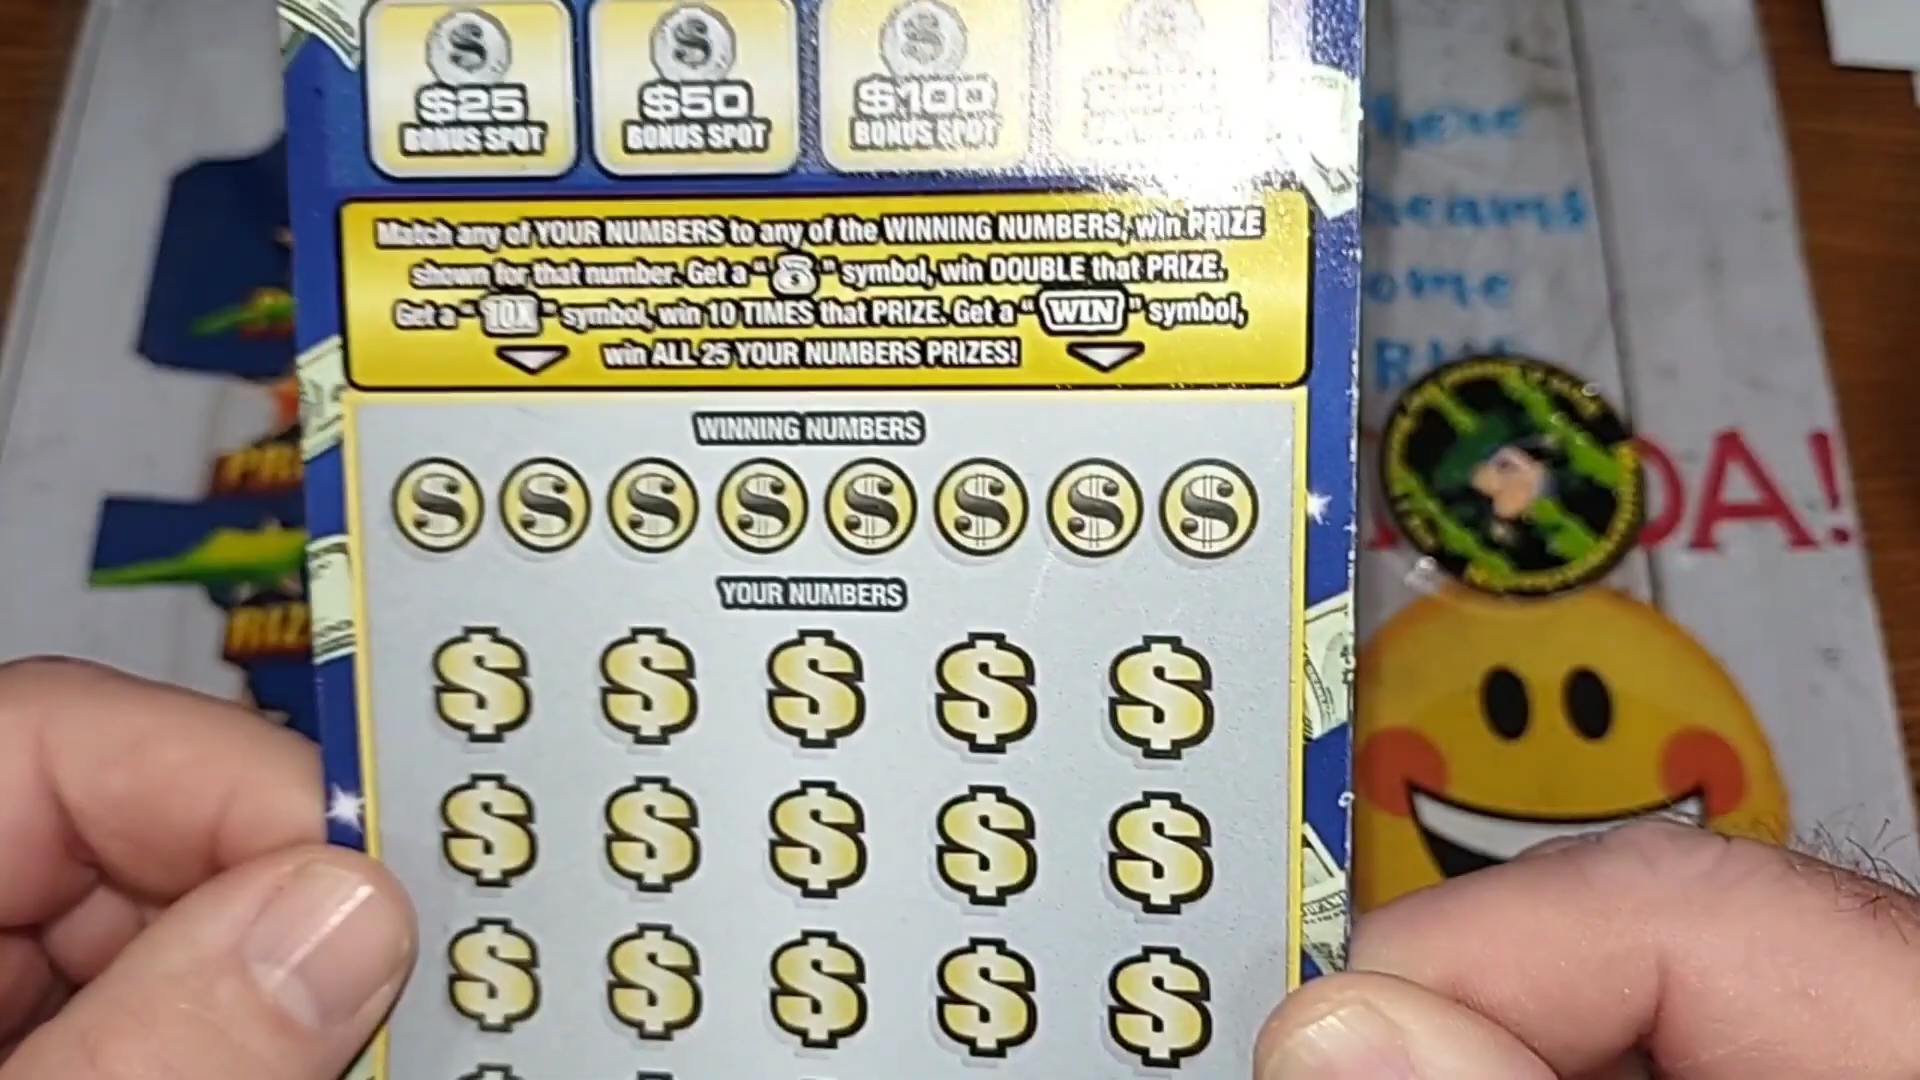 $25 $50 $100
BONUS SPOT BONUS SPOT BONUS SPOT
Match any of YOUR NUMBERS to any of the WINNING NUMBERS, win PRIZE
shown for that number. Get a " " symbol, win DOUBLE that PRIZE.
Get a "10X" symbol, win 10 TIMES that PRIZE. Get a "WIN" symbol,
win ALL 25 YOUR NUMBERS PRIZES!
WINNING NUMBERS
YOUR NUMBERS
DA!